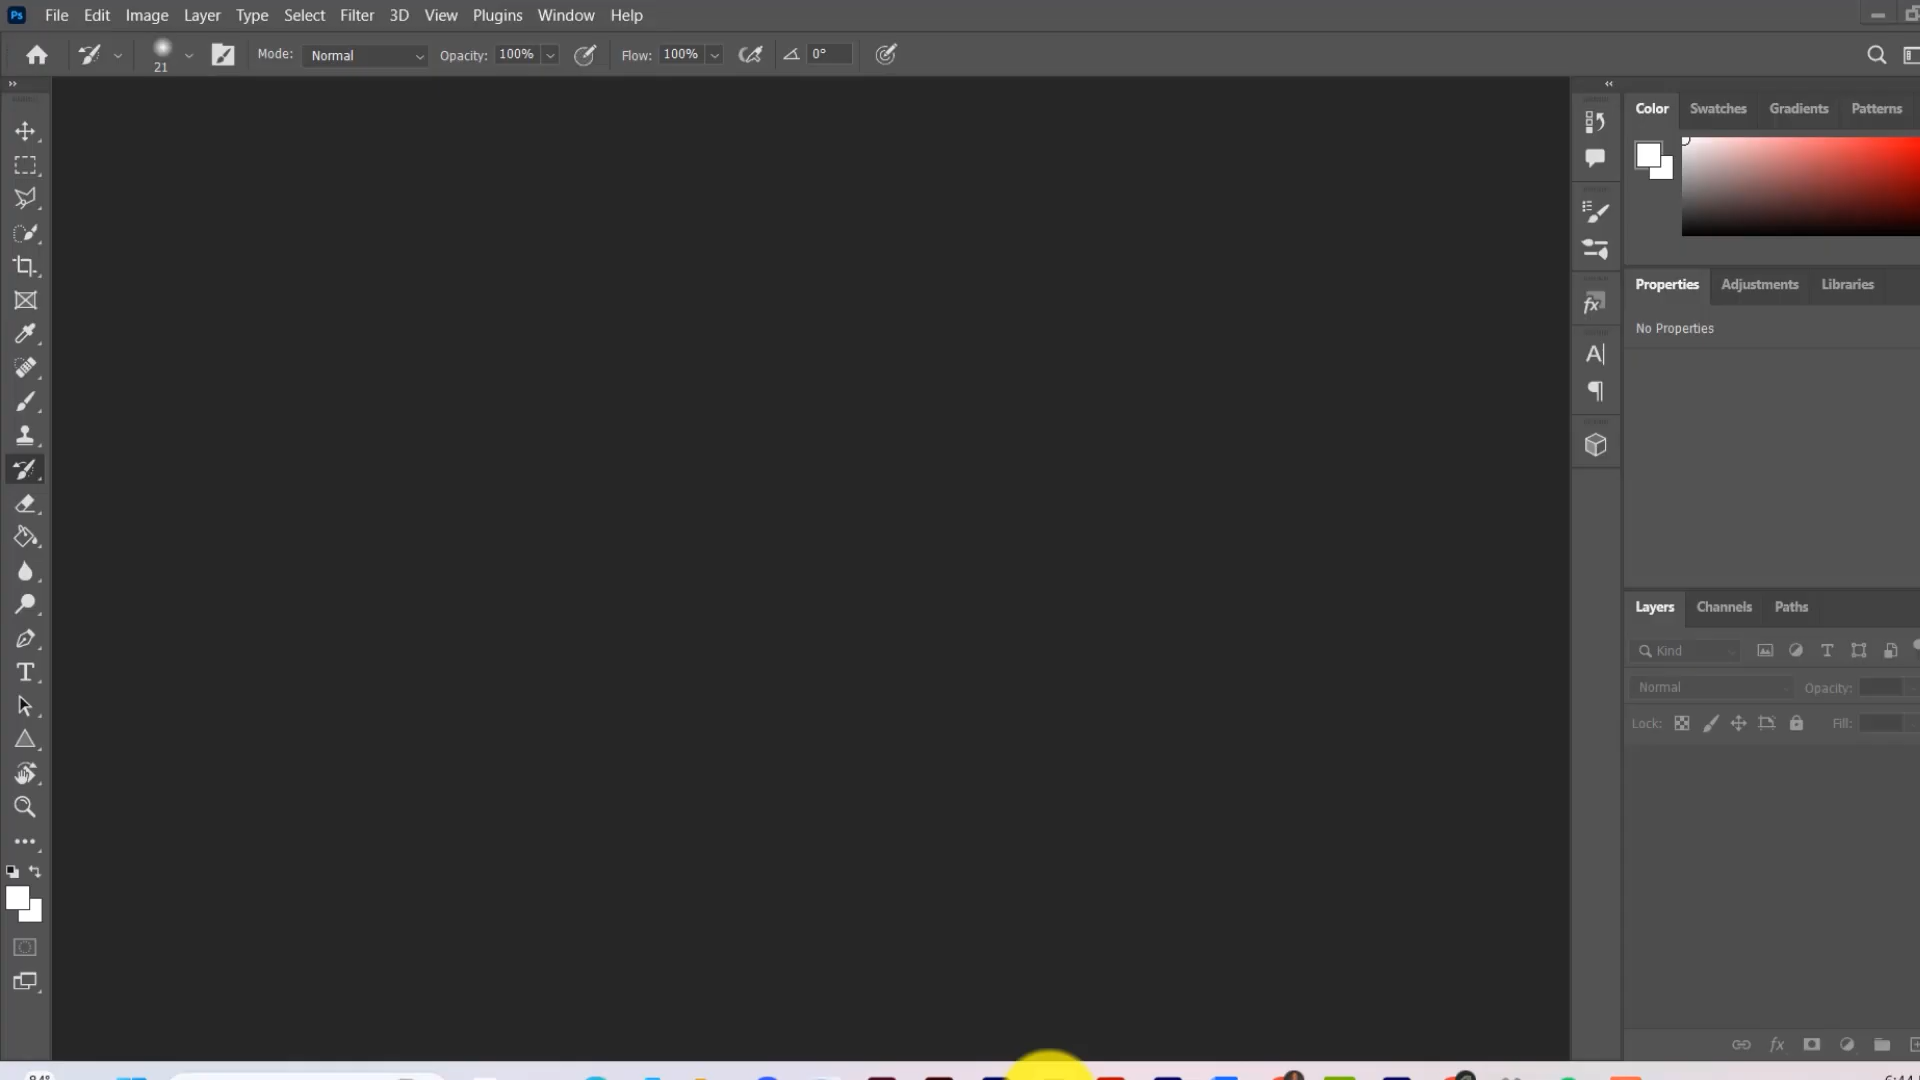 Ps File Edit Image Layer Type Select Filter 3D View Plugins Window Help
21 Mode: Normal Opacity: 100% Flow: 100% 0°
Color Swatches Gradients Patterns
Properties Adjustments Libraries
No Properties
Layers Channels Paths
Kind
Normal Opacity:
Lock: Fill: